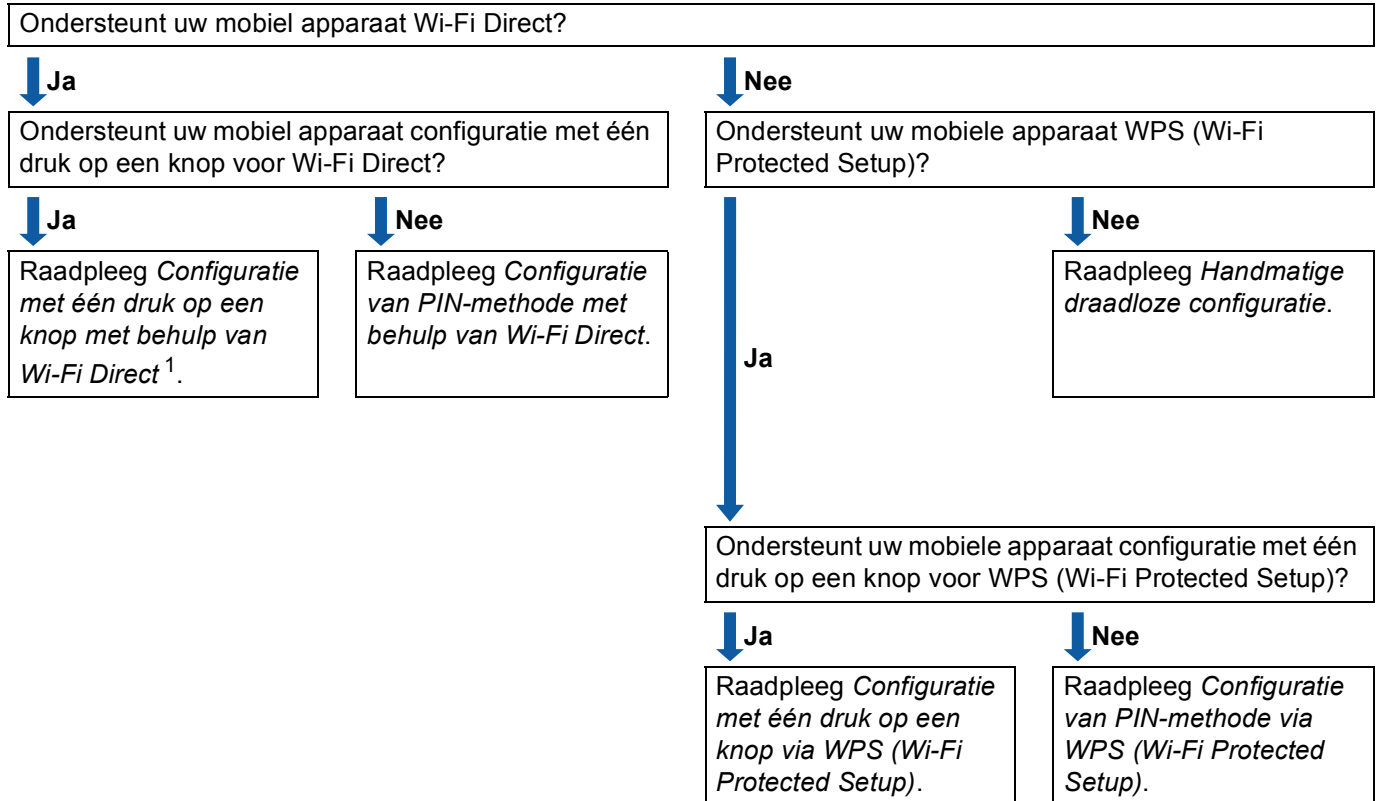 Ondersteunt uw mobiel apparaat Wi-Fi Direct?
Ja
Nee
Ondersteunt uw mobiel apparaat configuratie met één
druk op een knop voor Wi-Fi Direct?
Ondersteunt uw mobiele apparaat WPS (Wi-Fi
Protected Setup)?
Ja
Nee
Nee
Raadpleeg Configuratie
met één druk op een
knop met behulp van
Wi-Fi Direct 1.
Raadpleeg Configuratie
van PIN-methode met
behulp van Wi-Fi Direct.
Raadpleeg Handmatige
draadloze configuratie.
Ja
Ondersteunt uw mobiele apparaat configuratie met één
druk op een knop voor WPS (Wi-Fi Protected Setup)?
Ja
Nee
Raadpleeg Configuratie
met één druk op een
knop via WPS (Wi-Fi
Protected Setup).
Raadpleeg Configuratie
van PIN-methode via
WPS (Wi-Fi Protected
Setup).